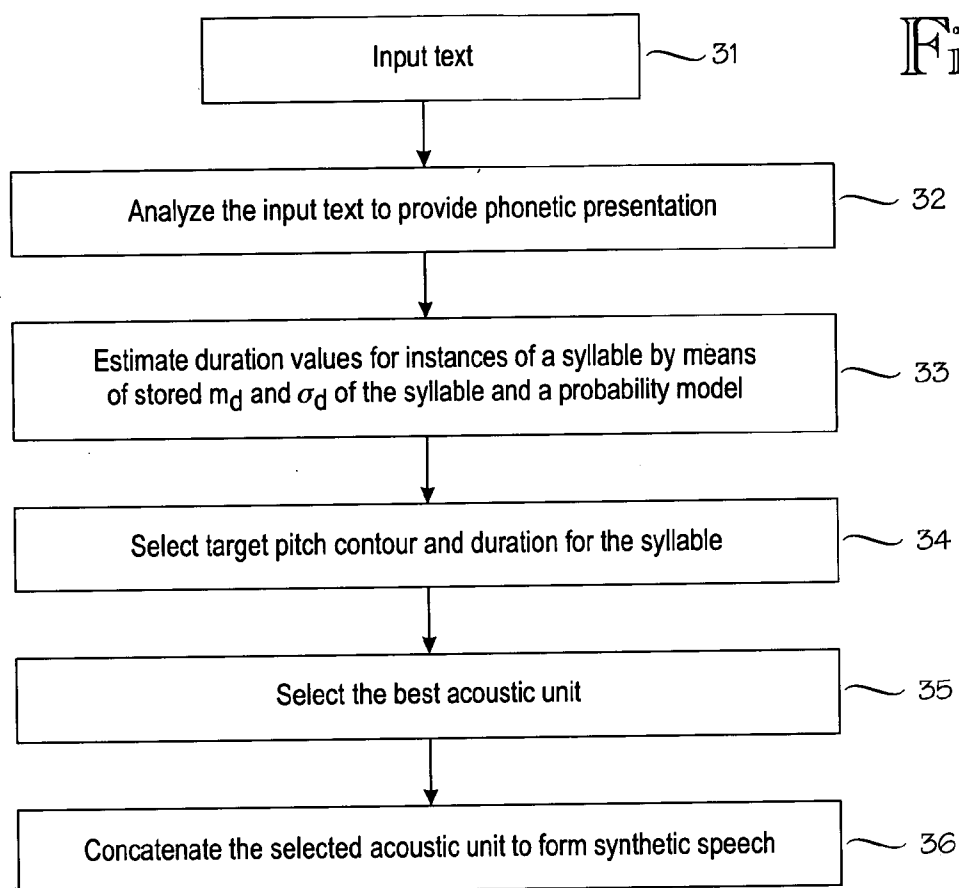 Input text
31
Analyze the input text to provide phonetic presentation
32
Estimate duration values for instances of a syllable by means
of stored m_d and σ_d of the syllable and a probability model
33
Select target pitch contour and duration for the syllable
34
Select the best acoustic unit
35
Concatenate the selected acoustic unit to form synthetic speech
36